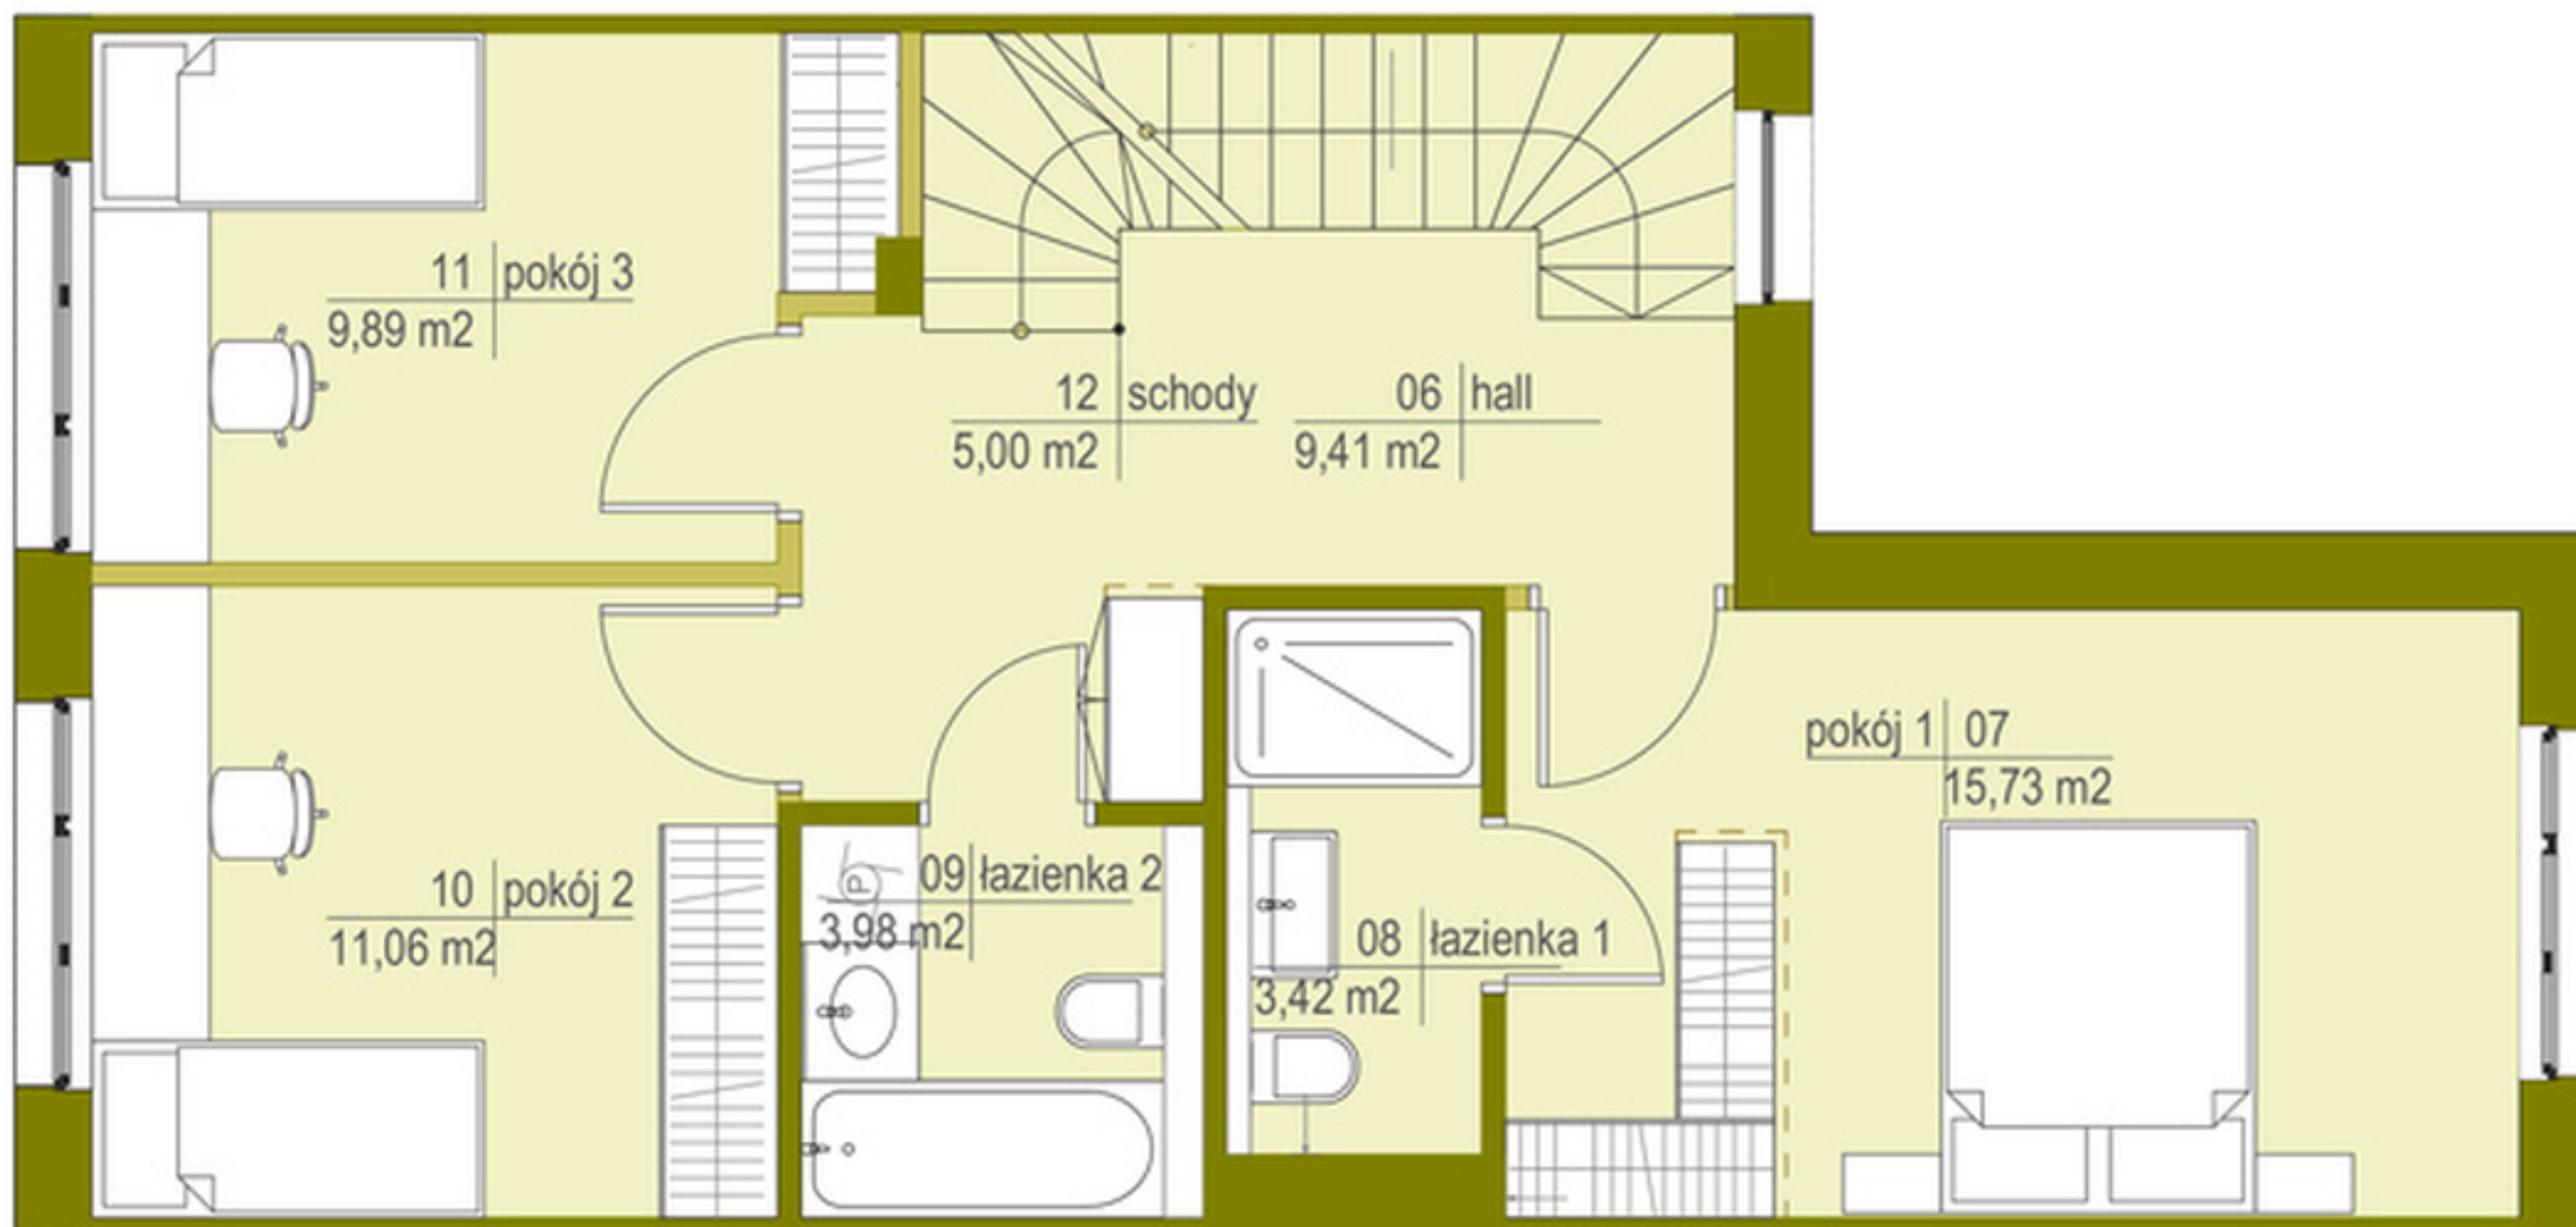 11 pokój 3
9,89 m2
12 schody
5,00 m2
06 hall
9,41 m2
pokój 1 07
15,73 m2
10 pokój 2
11,06 m2
P
09 łazienka 2
3,98 m2
08 łazienka 1
3,42 m2